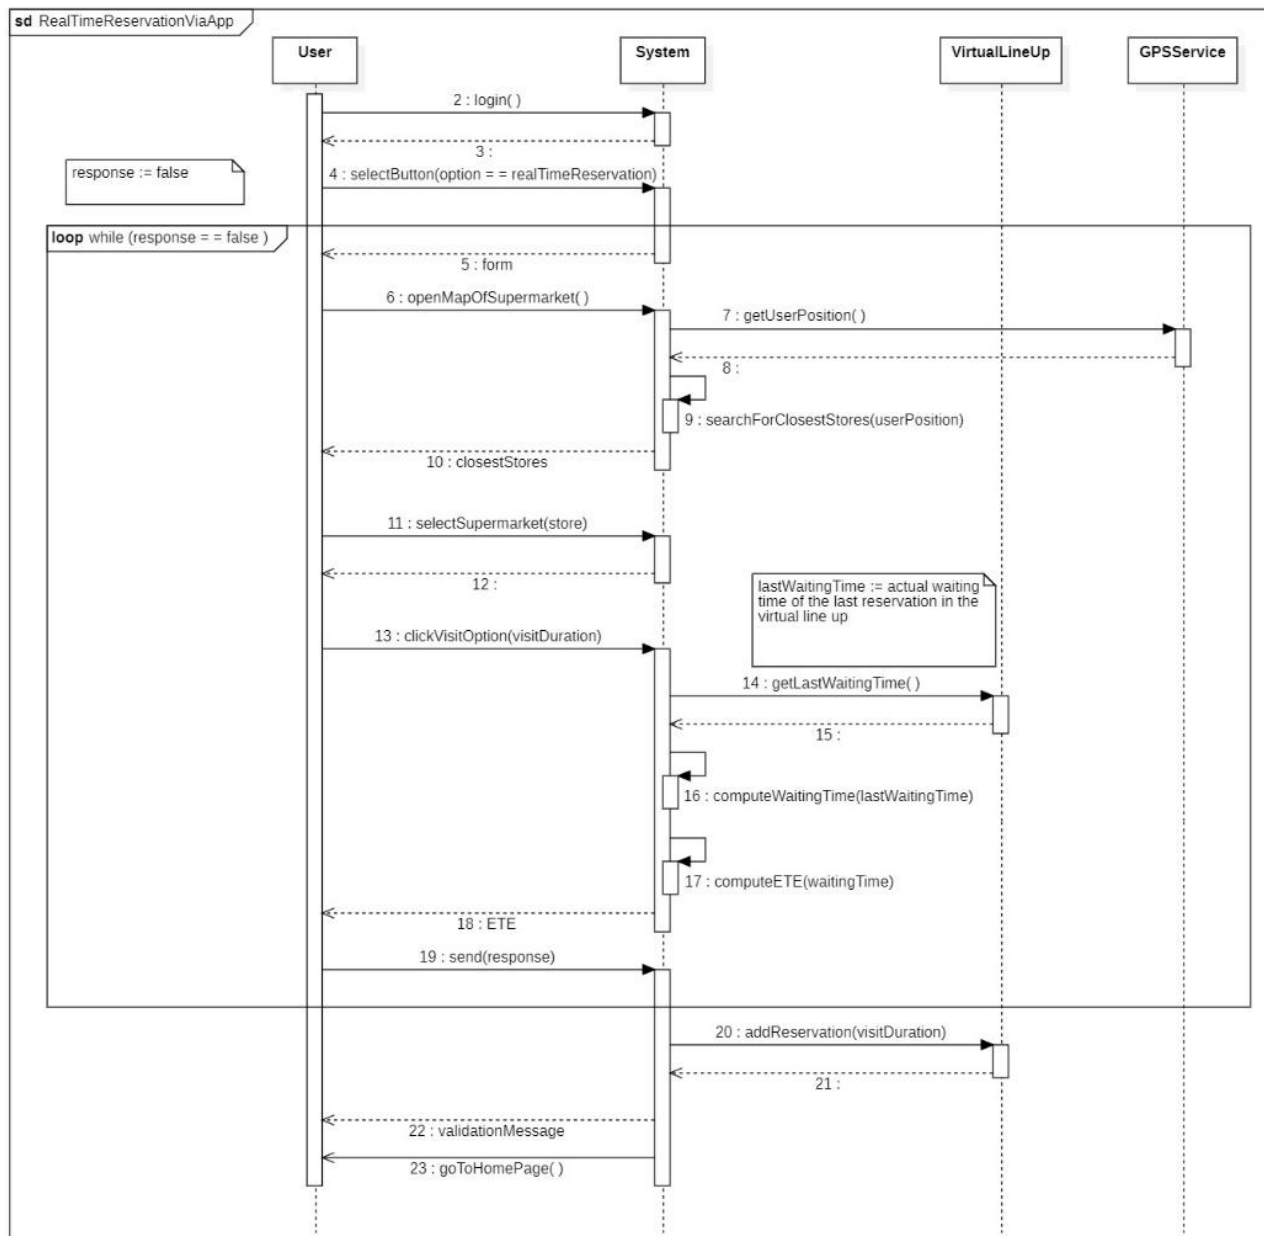 sd RealTimeReservationViaApp
User
System
VirtualLineUp
GPSService
2 : login( )
3 :
response := false
4 : selectButton(option = = realTimeReservation)
loop while (response = = false )
5 : form
6 : openMapOfSupermarket( )
7 : getUserPosition( )
8 :
9 : searchForClosestStores(userPosition)
10 : closestStores
11 : selectSupermarket(store)
12 :
lastWaitingTime := actual waiting
time of the last reservation in the
virtual line up
13 : clickVisitOption(visitDuration)
14 : getLastWaitingTime( )
15 :
16 : computeWaitingTime(lastWaitingTime)
17 : computeETE(waitingTime)
18 : ETE
19 : send(response)
20 : addReservation(visitDuration)
21 :
22 : validationMessage
23 : goToHomePage( )